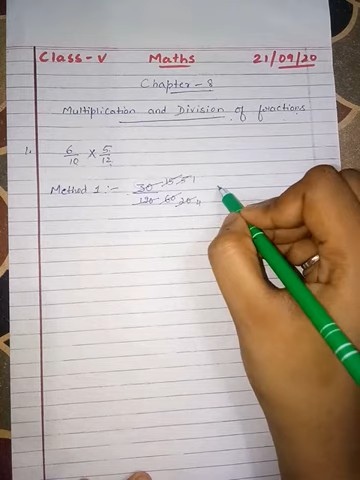 Class-V Maths 21/09/20
Chapter-8
Multiplication and Division of fractions.
1. 6/10 × 5/12
Method 1:- 30/120 15/60 5/20 1/4